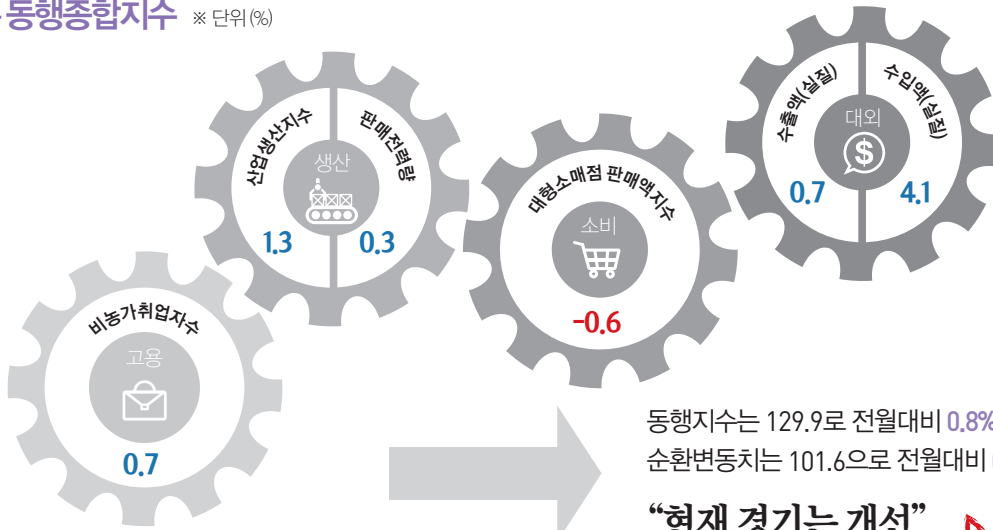 동행종합지수 ※ 단위(%)
비농가취업자수
고용
0.7
산업생산지수
판매전력량
생산
1.3
0.3
대형소매점 판매액지수
소비
-0.6
수출액(실질)
수입액(실질)
대외
$
0.7
4.1
동행지수는 129.9로 전월대비 0.8%
순환변동치는 101.6으로 전월대비
“현재 경기는 개선”